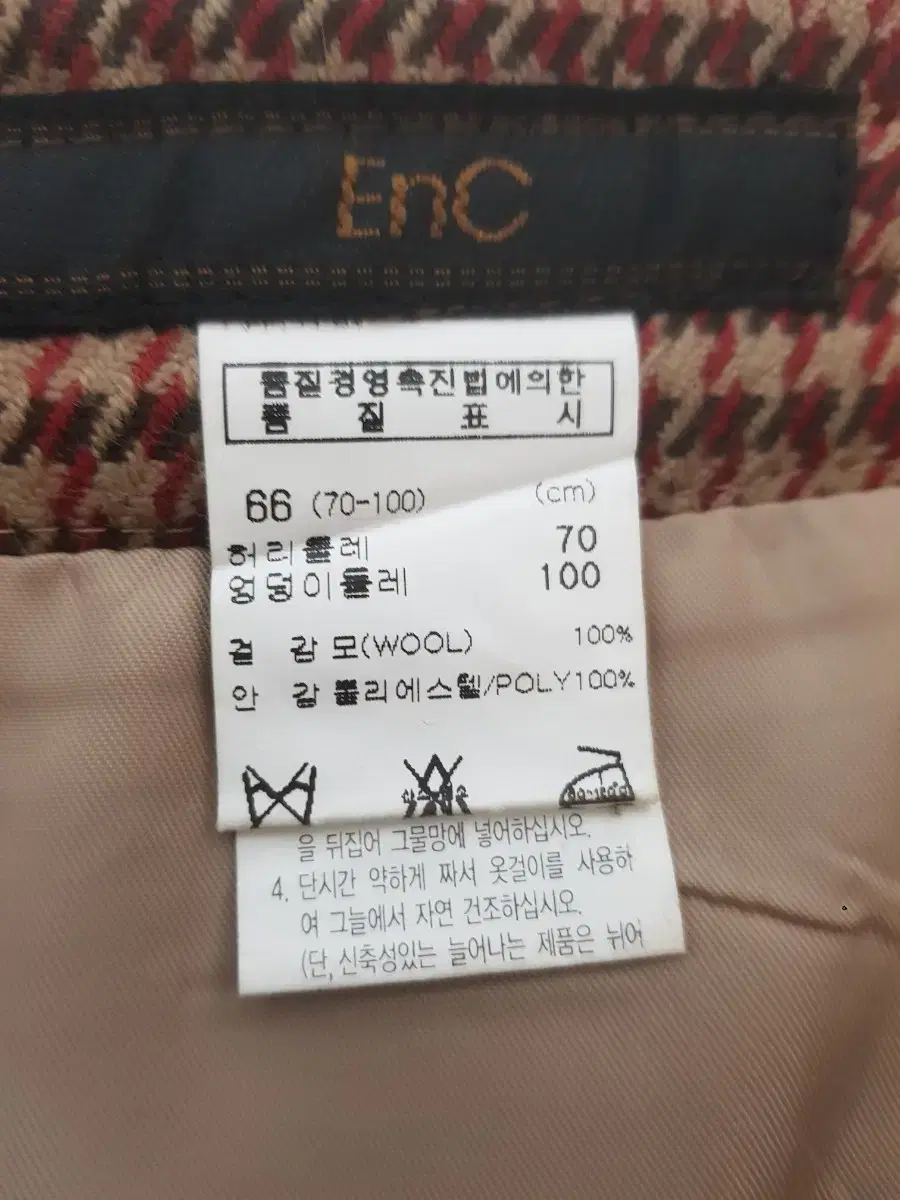 EnC
품질경영촉진법에의한
품 질 표 시
66 (70-100) (cm)
허리둘레 70
엉덩이둘레 100
겉 감 모(WOOL) 100%
안 감 폴리에스텔/POLY100%
을 뒤집어 그물망에 넣어하십시오.
4. 단시간 약하게 짜서 옷걸이를 사용하
여 그늘에서 자연 건조하십시오.
(단, 신축성있는 늘어나는 제품은 뉘어